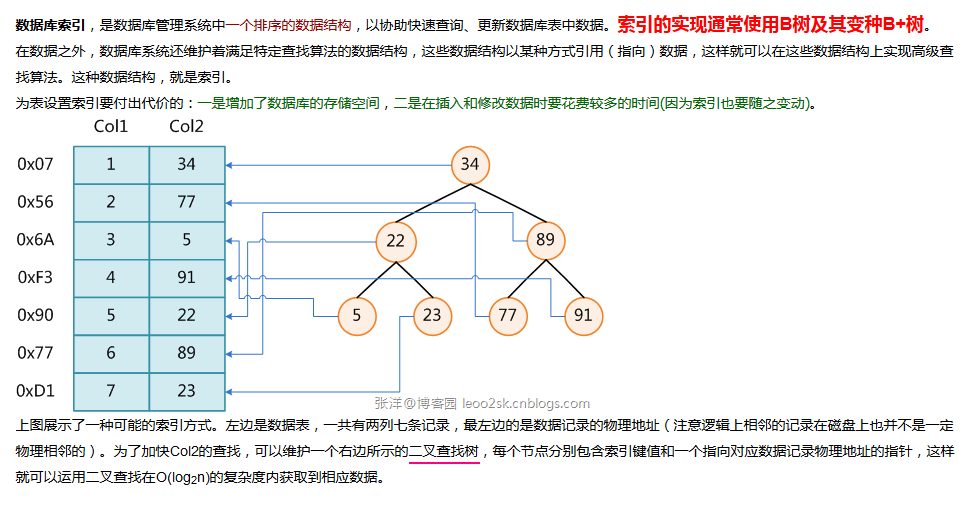 数据库索引，是数据库管理系统中一个排序的数据结构，以协助快速查询、更新数据库表中数据。索引的实现通常使用B树及其变种B+树。
在数据之外，数据库系统还维护着满足特定查找算法的数据结构，这些数据结构以某种方式引用（指向）数据，这样就可以在这些数据结构上实现高级查
找算法。这种数据结构，就是索引。
为表设置索引要付出代价的：一是增加了数据库的存储空间，二是在插入和修改数据时要花费较多的时间(因为索引也要随之变动)。
Col1 Col2
0x07 1 34 34
0x56 2 77
0x6A 3 5 22 89
0xF3 4 91
0x90 5 22 5 23 77 91
0x77 6 89
0xD1 7 23
张洋@博客园 leoo2sk.cnblogs.com
上图展示了一种可能的索引方式。左边是数据表，一共有两列七条记录，最左边的是数据记录的物理地址（注意逻辑上相邻的记录在磁盘上也并不是一定
物理相邻的）。为了加快Col2的查找，可以维护一个右边所示的二叉查找树，每个节点分别包含索引键值和一个指向对应数据记录物理地址的指针，这样
就可以运用二叉查找在O(log2n)的复杂度内获取到相应数据。